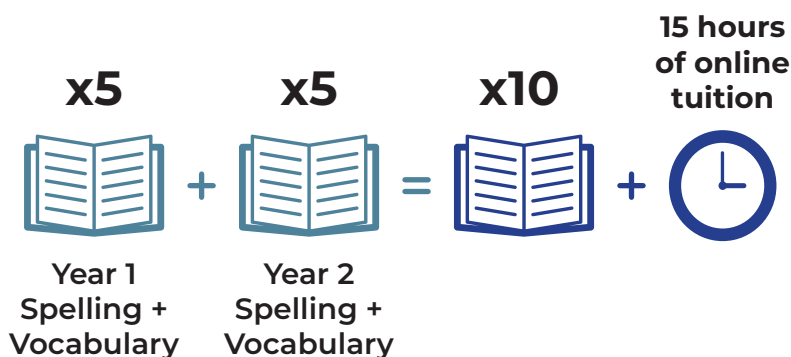 x5
+
x5
=
x10
+
15 hours
of online
tuition
Year 1
Spelling +
Vocabulary
Year 2
Spelling +
Vocabulary